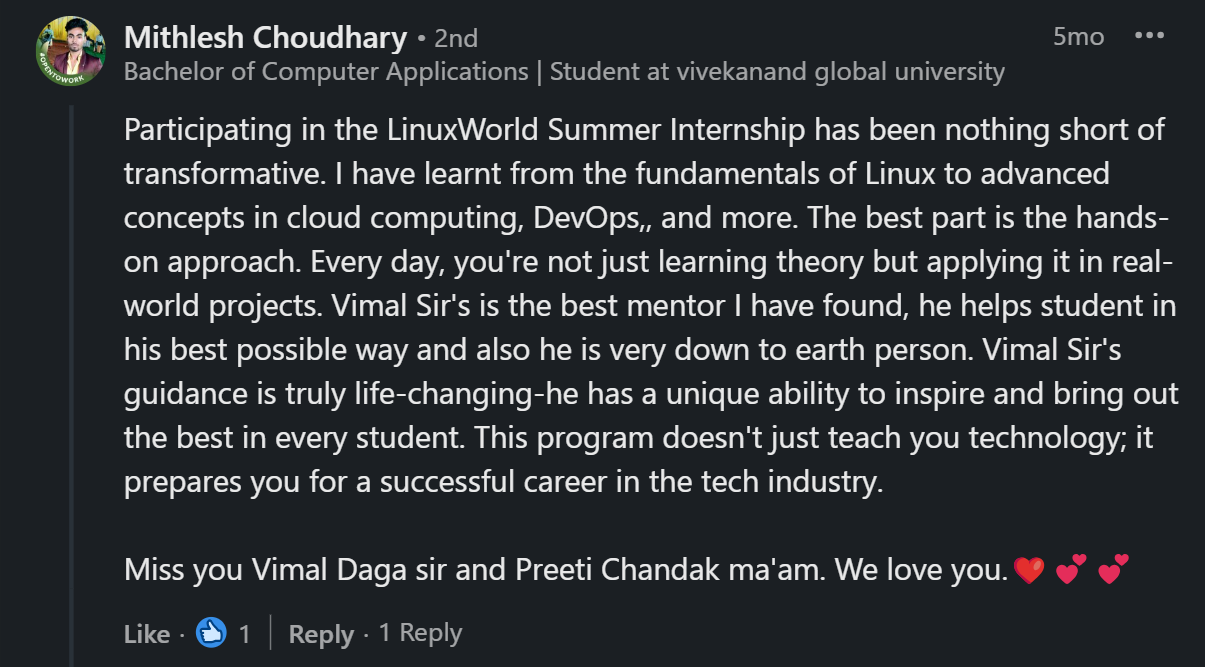 Mithlesh Choudhary • 2nd
5mo
#OPENTOWORK
Bachelor of Computer Applications | Student at vivekanand global university
Participating in the LinuxWorld Summer Internship has been nothing short of
transformative. I have learnt from the fundamentals of Linux to advanced
concepts in cloud computing, DevOps,, and more. The best part is the hands-
on approach. Every day, you're not just learning theory but applying it in real-
world projects. Vimal Sir's is the best mentor I have found, he helps student in
his best possible way and also he is very down to earth person. Vimal Sir's
guidance is truly life-changing-he has a unique ability to inspire and bring out
the best in every student. This program doesn't just teach you technology; it
prepares you for a successful career in the tech industry.
Miss you Vimal Daga sir and Preeti Chandak ma'am. We love you.❤️ 💕 💕
Like · 👍 1 | Reply · 1 Reply